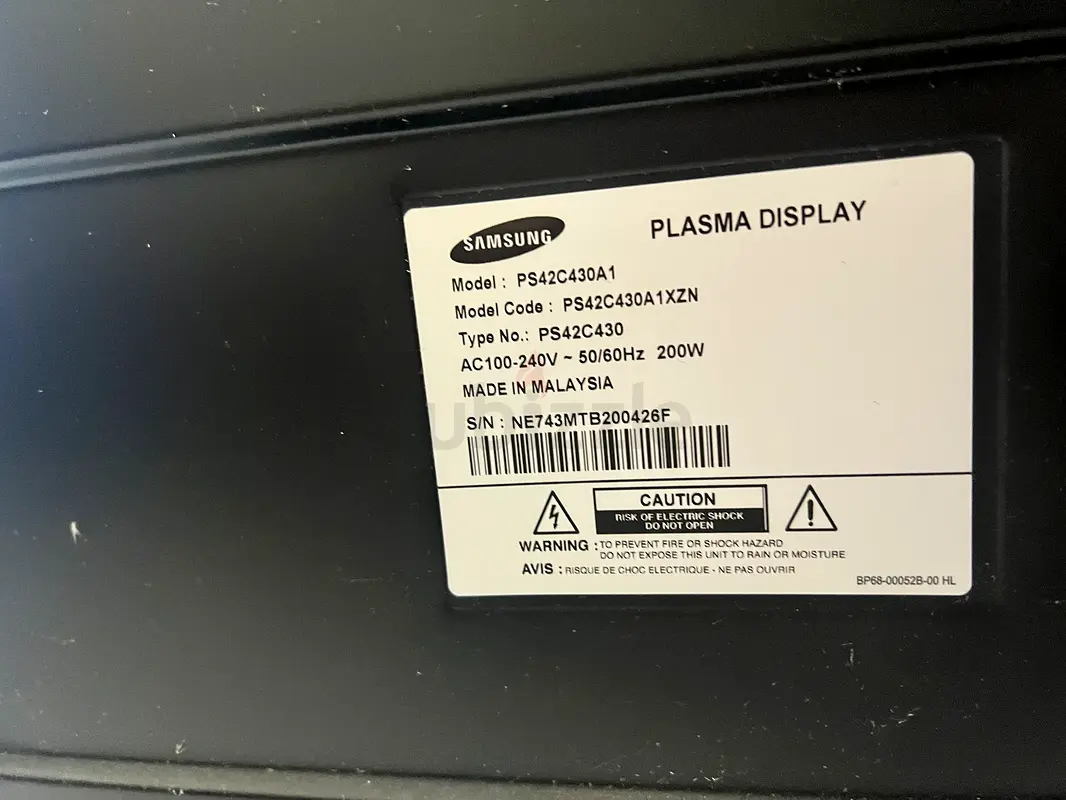 SAMSUNG
PLASMA DISPLAY
Model : PS42C430A1
Model Code : PS42C430A1XZN
Type No.: PS42C430
AC100-240V ~ 50/60Hz 200W
MADE IN MALAYSIA
S/N : NE743MTB200426F
dubizzle
CAUTION
RISK OF ELECTRIC SHOCK
DO NOT OPEN
WARNING : TO PREVENT FIRE OR SHOCK HAZARD
DO NOT EXPOSE THIS UNIT TO RAIN OR MOISTURE
AVIS : RISQUE DE CHOC ELECTRIQUE - NE PAS OUVRIR
BP68-00052B-00 HL